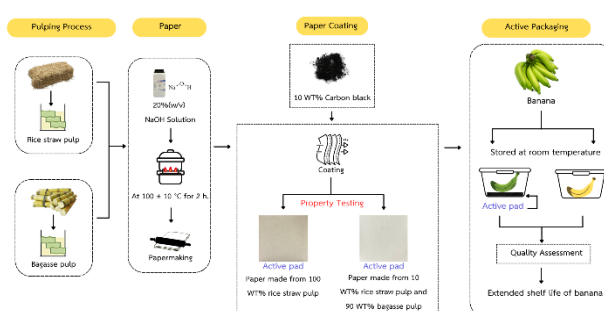 Pulping Process
Paper
Paper Coating
Active Packaging
Rice straw pulp
Bagasse pulp
Na O H
20%(w/v)
NaOH Solution
At 100 ± 10 °C for 2 h.
Papermaking
10 WT% Carbon black
Coating
Property Testing
Active pad
Paper made from 100
WT% rice straw pulp
Active pad
Paper made from 10
WT% rice straw pulp and
90 WT% bagasse pulp
Banana
Stored at room temperature
Active pad
Quality Assessment
Extended shelf life of banana